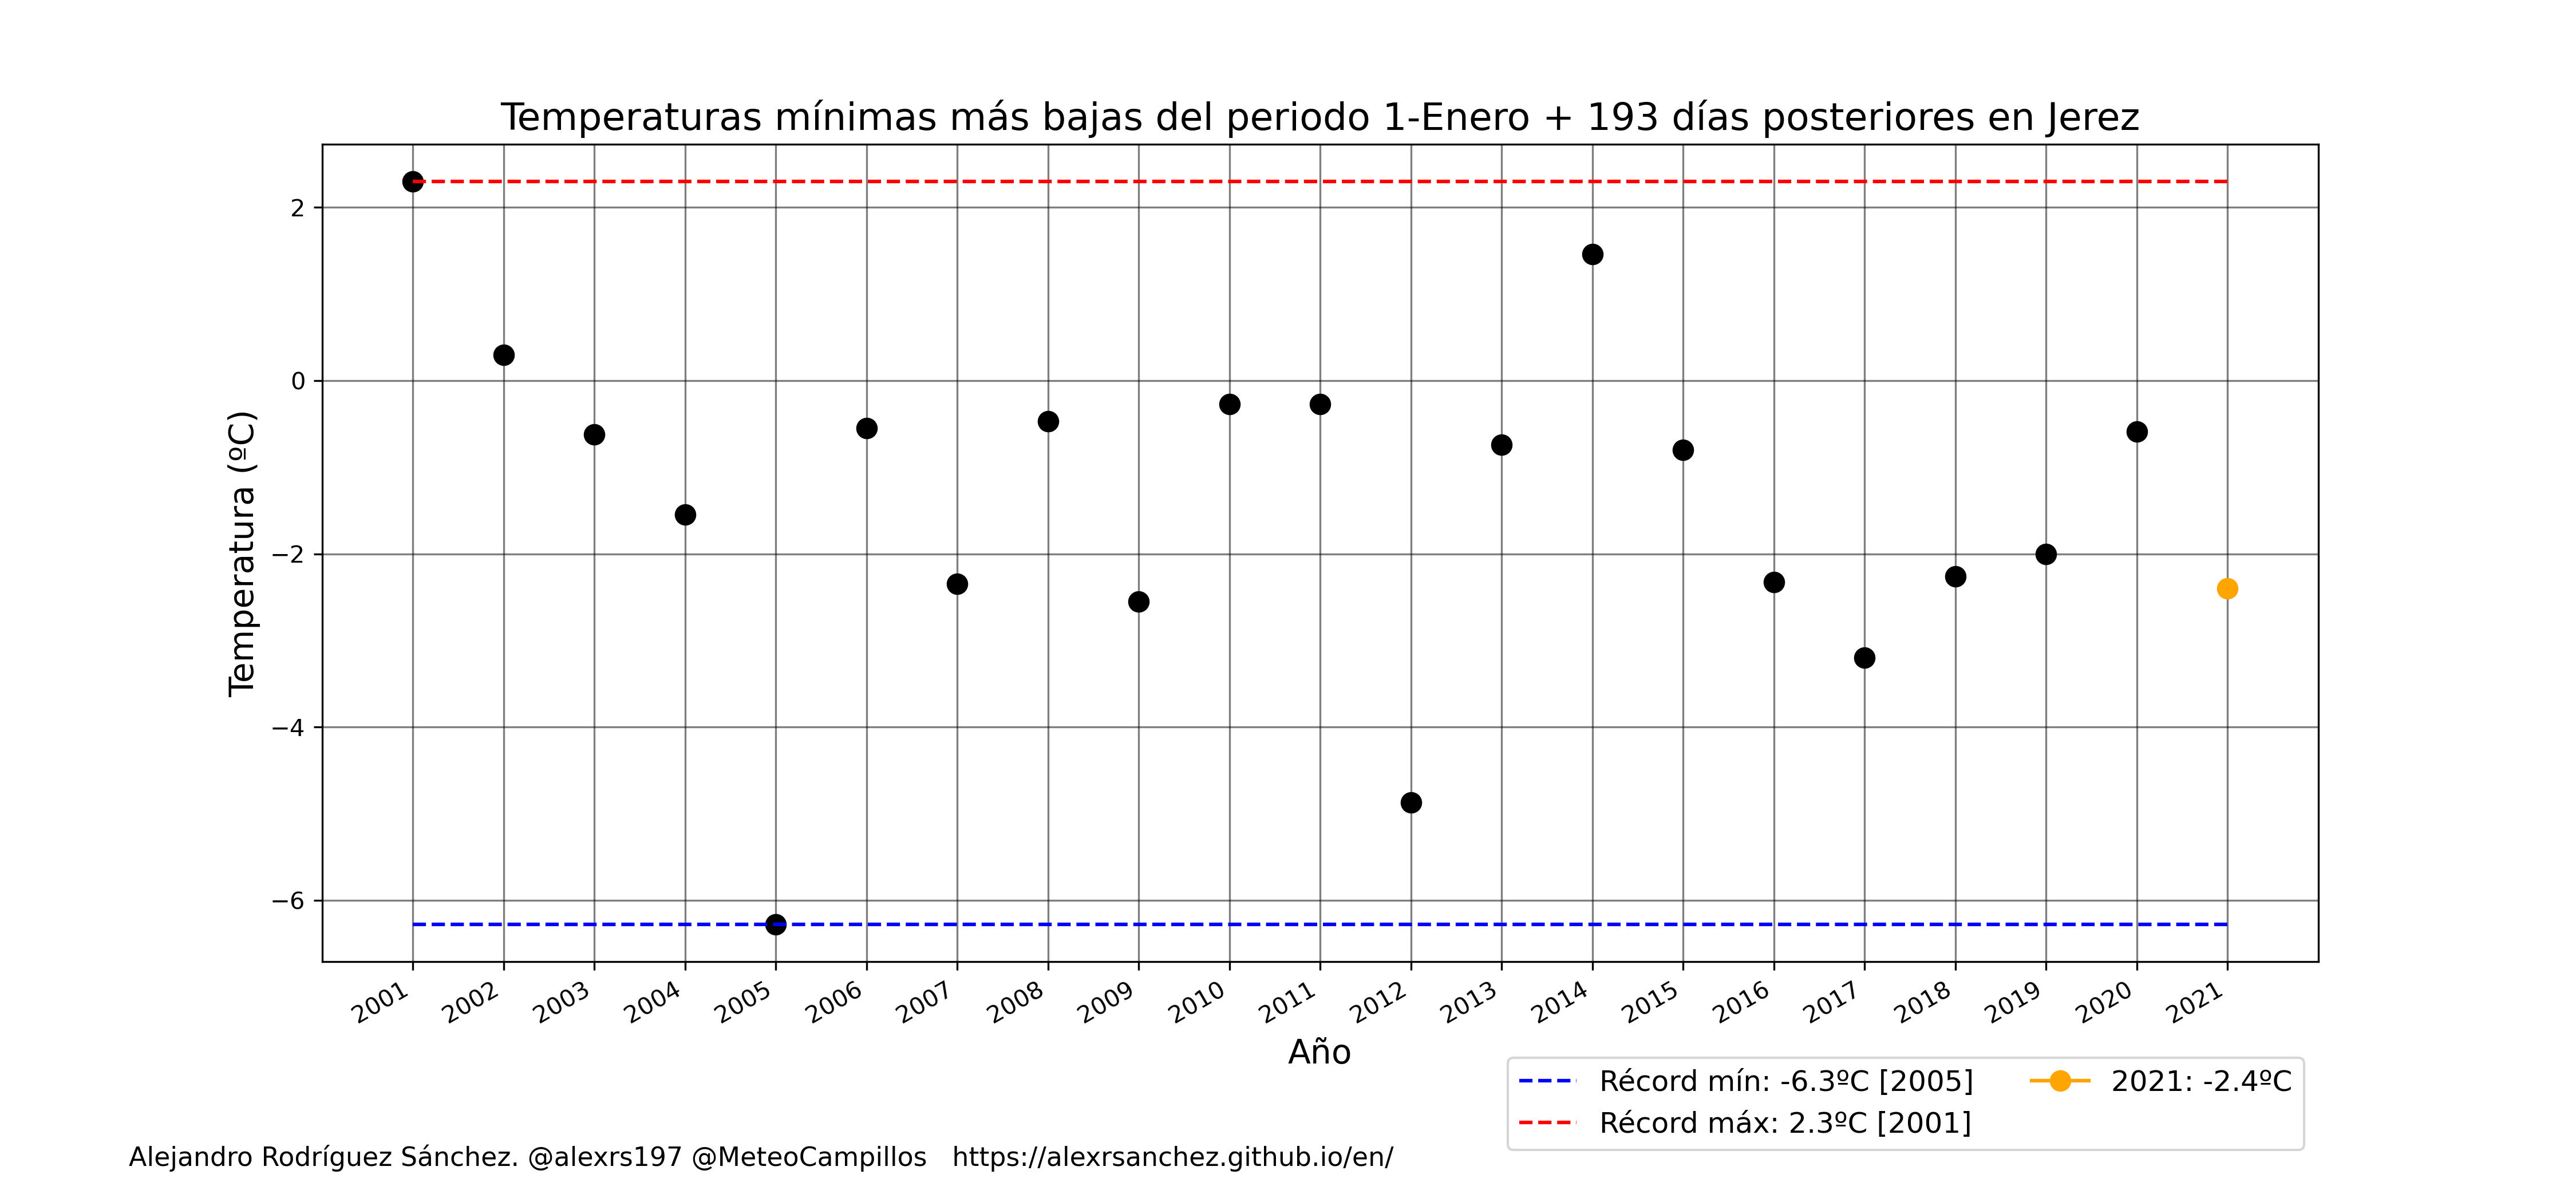 Temperaturas mínimas más bajas del periodo 1-Enero + 193 días posteriores en Jerez
Temperatura (ºC)
2
0
−2
−4
−6
2001 2002 2003 2004 2005 2006 2007 2008 2009 2010 2011 2012 2013 2014 2015 2016 2017 2018 2019 2020 2021
Año
Récord mín: -6.3ºC [2005]
Récord máx: 2.3ºC [2001]
2021: -2.4ºC
Alejandro Rodríguez Sánchez. @alexrs197 @MeteoCampillos https://alexrsanchez.github.io/en/